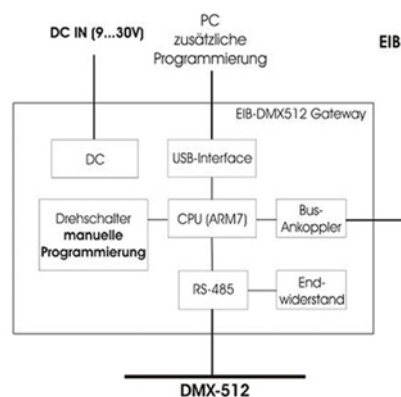 DC IN (9...30V)
PC
zusätzliche
Programmierung
EIB
EIB-DMX512 Gateway
DC
USB-Interface
Drehschalter
manuelle
Programmierung
CPU (ARM7)
Bus-
Ankoppler
RS-485
End-
widerstand
DMX-512